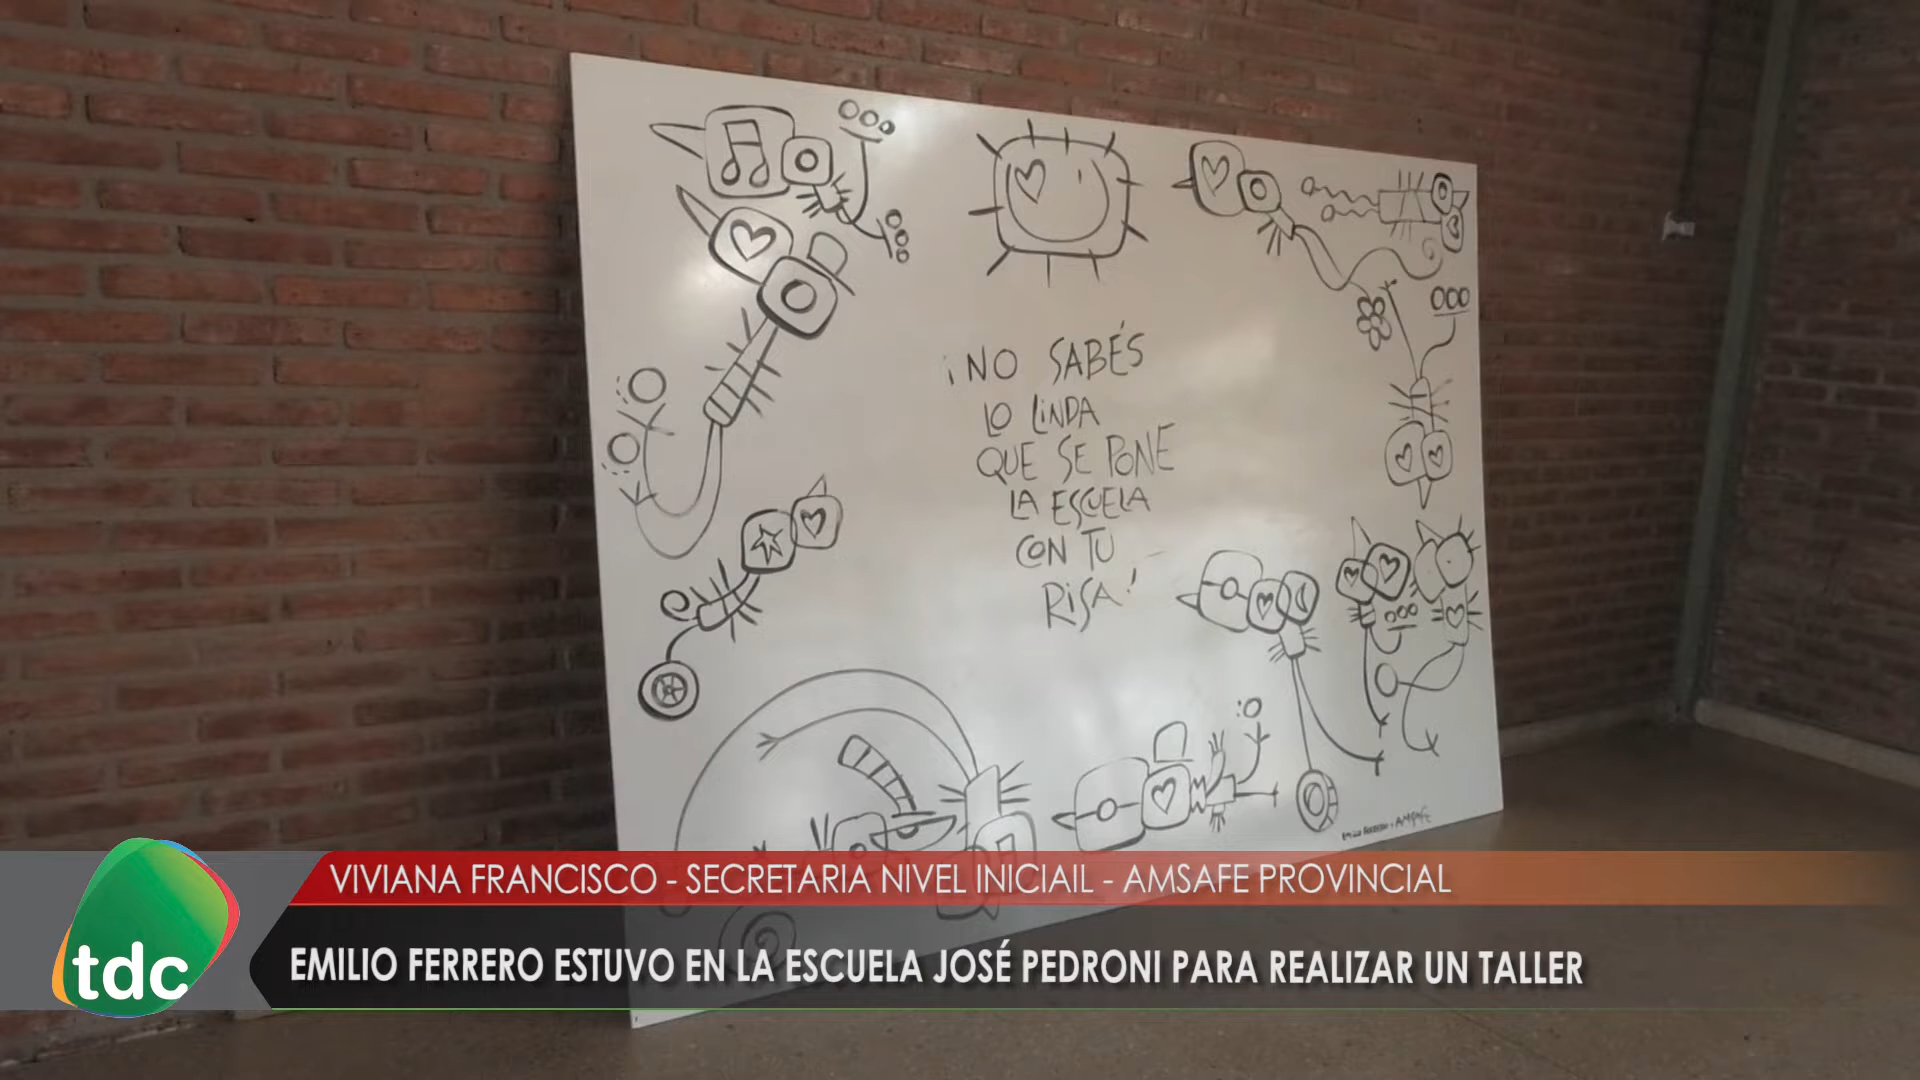 ¡NO SABÉS
LO LINDA
QUE SE PONE
LA ESCUELA
CON TU
RISA!
AMSAFE
VIVIANA FRANCISCO - SECRETARIA NIVEL INICIAIL - AMSAFE PROVINCIAL
tdc
EMILIO FERRERO ESTUVO EN LA ESCUELA JOSÉ PEDRONI PARA REALIZAR UN TALLER